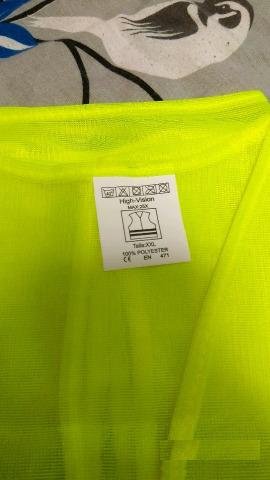 High-Vision
MAX:25X
Taille:XXL
100% POLYESTER
CE EN 471